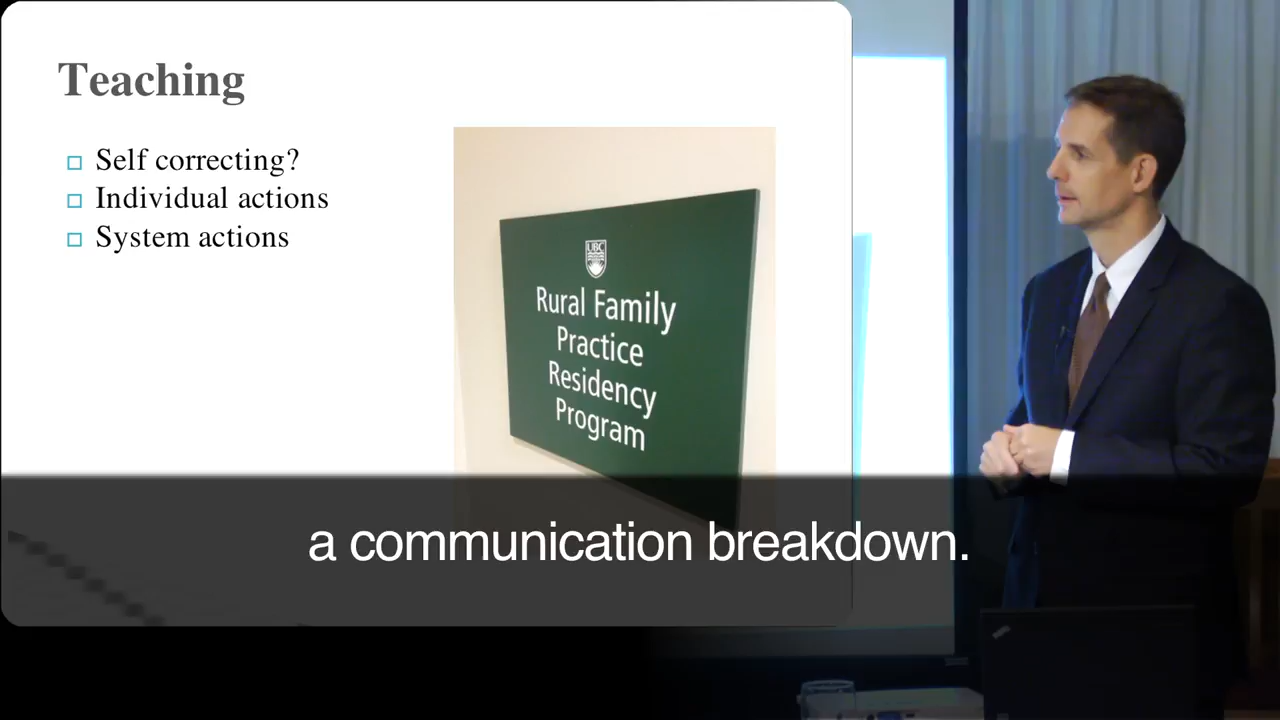 Teaching
Self correcting?
Individual actions
System actions
UBC
Rural Family
Practice
Residency
Program
a communication breakdown.